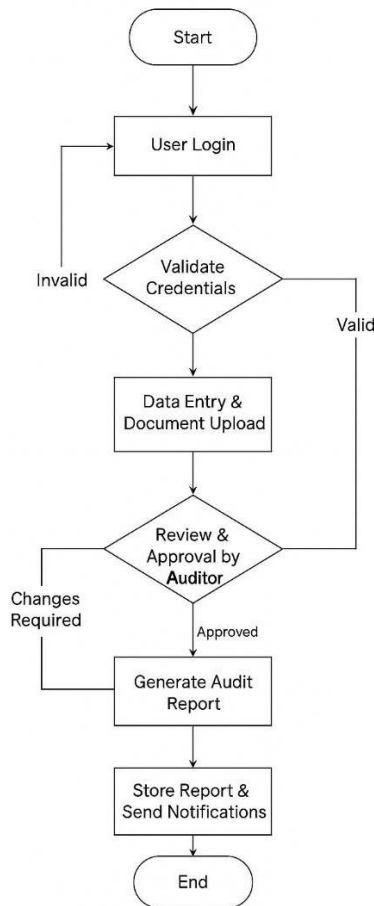 Start
User Login
Validate
Credentials
Invalid
Valid
Data Entry &
Document Upload
Review &
Approval by
Auditor
Changes
Required
Approved
Generate Audit
Report
Store Report &
Send Notifications
End